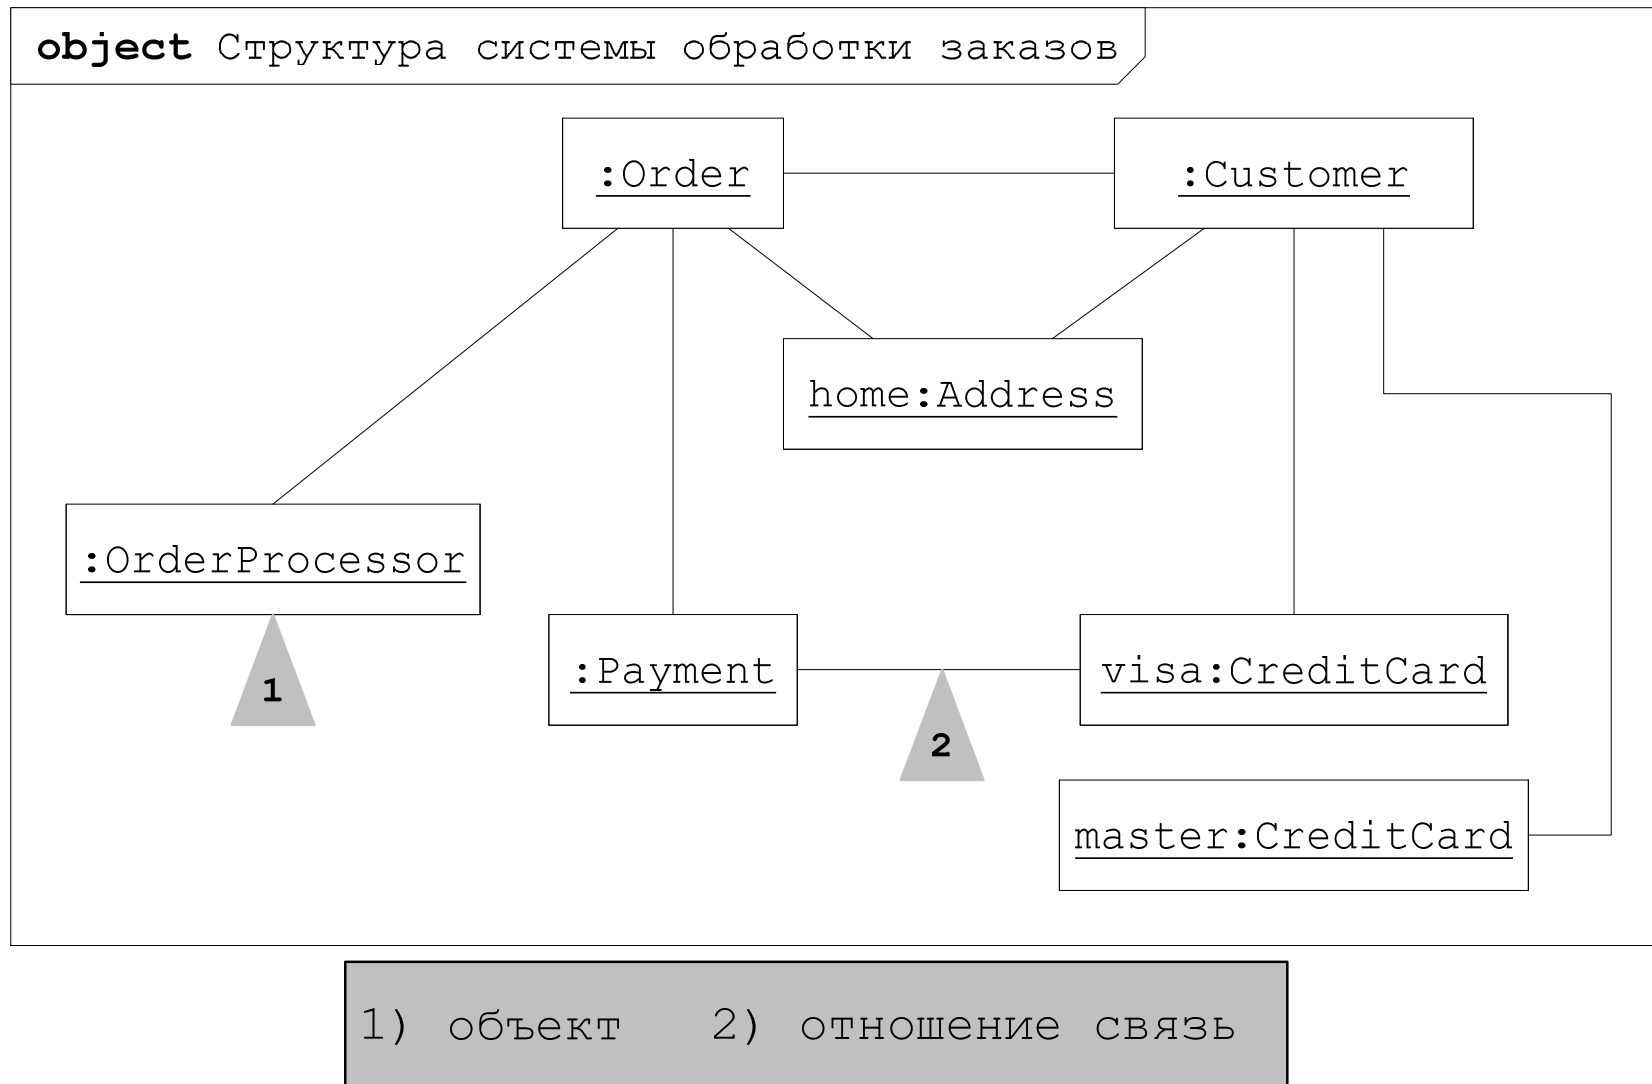 object Структура системы обработки заказов
:Order
:Customer
home:Address
:OrderProcessor
:Payment
visa:CreditCard
1
2
master:CreditCard
1) объект 2) отношение связь